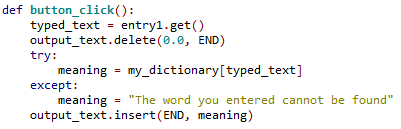 def button_click():
    typed_text = entry1.get()
    output_text.delete(0.0, END)
    try:
        meaning = my_dictionary[typed_text]
    except:
        meaning = "The word you entered cannot be found"
    output_text.insert(END, meaning)